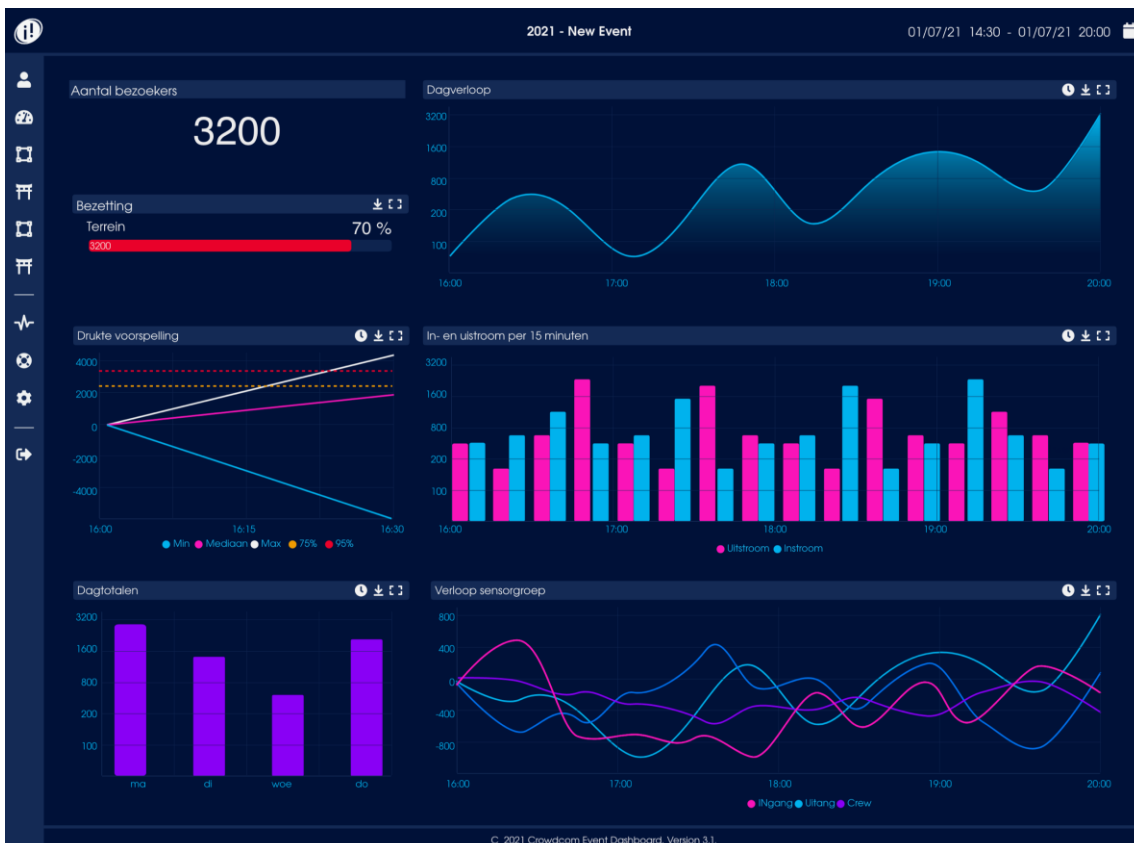 i!
2021 - New Event
01/07/21 14:30 - 01/07/21 20:00
Aantal bezoekers
3200
Bezetting
Terrein
70 %
3200
Dagverloop
3200
1600
800
200
100
16:00
17:00
18:00
19:00
20:00
Drukte voorspelling
4000
2000
0
-2000
-4000
16:00
16:15
16:30
Min
Mediaan
Max
75%
95%
In- en uistroom per 15 minuten
3200
1600
800
200
100
16:00
17:00
18:00
19:00
20:00
Uitstroom
Instroom
Dagtotalen
3200
1600
800
200
100
ma
di
woe
do
Verloop sensorgroep
800
400
0
-400
-800
16:00
17:00
18:00
19:00
20:00
INgang
Uitang
Crew
C 2021 Crowdcom Event Dashboard. Version 3.1.